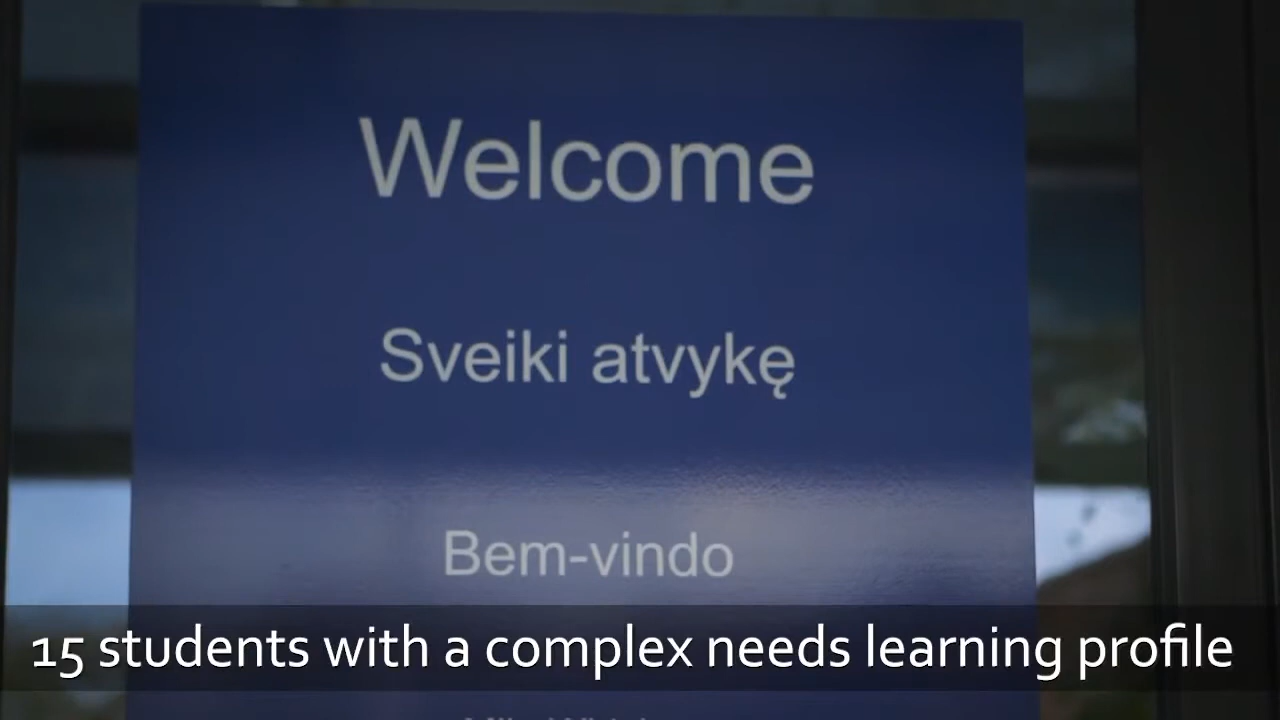 Welcome
Sveiki atvykę
Bem-vindo
15 students with a complex needs learning profile